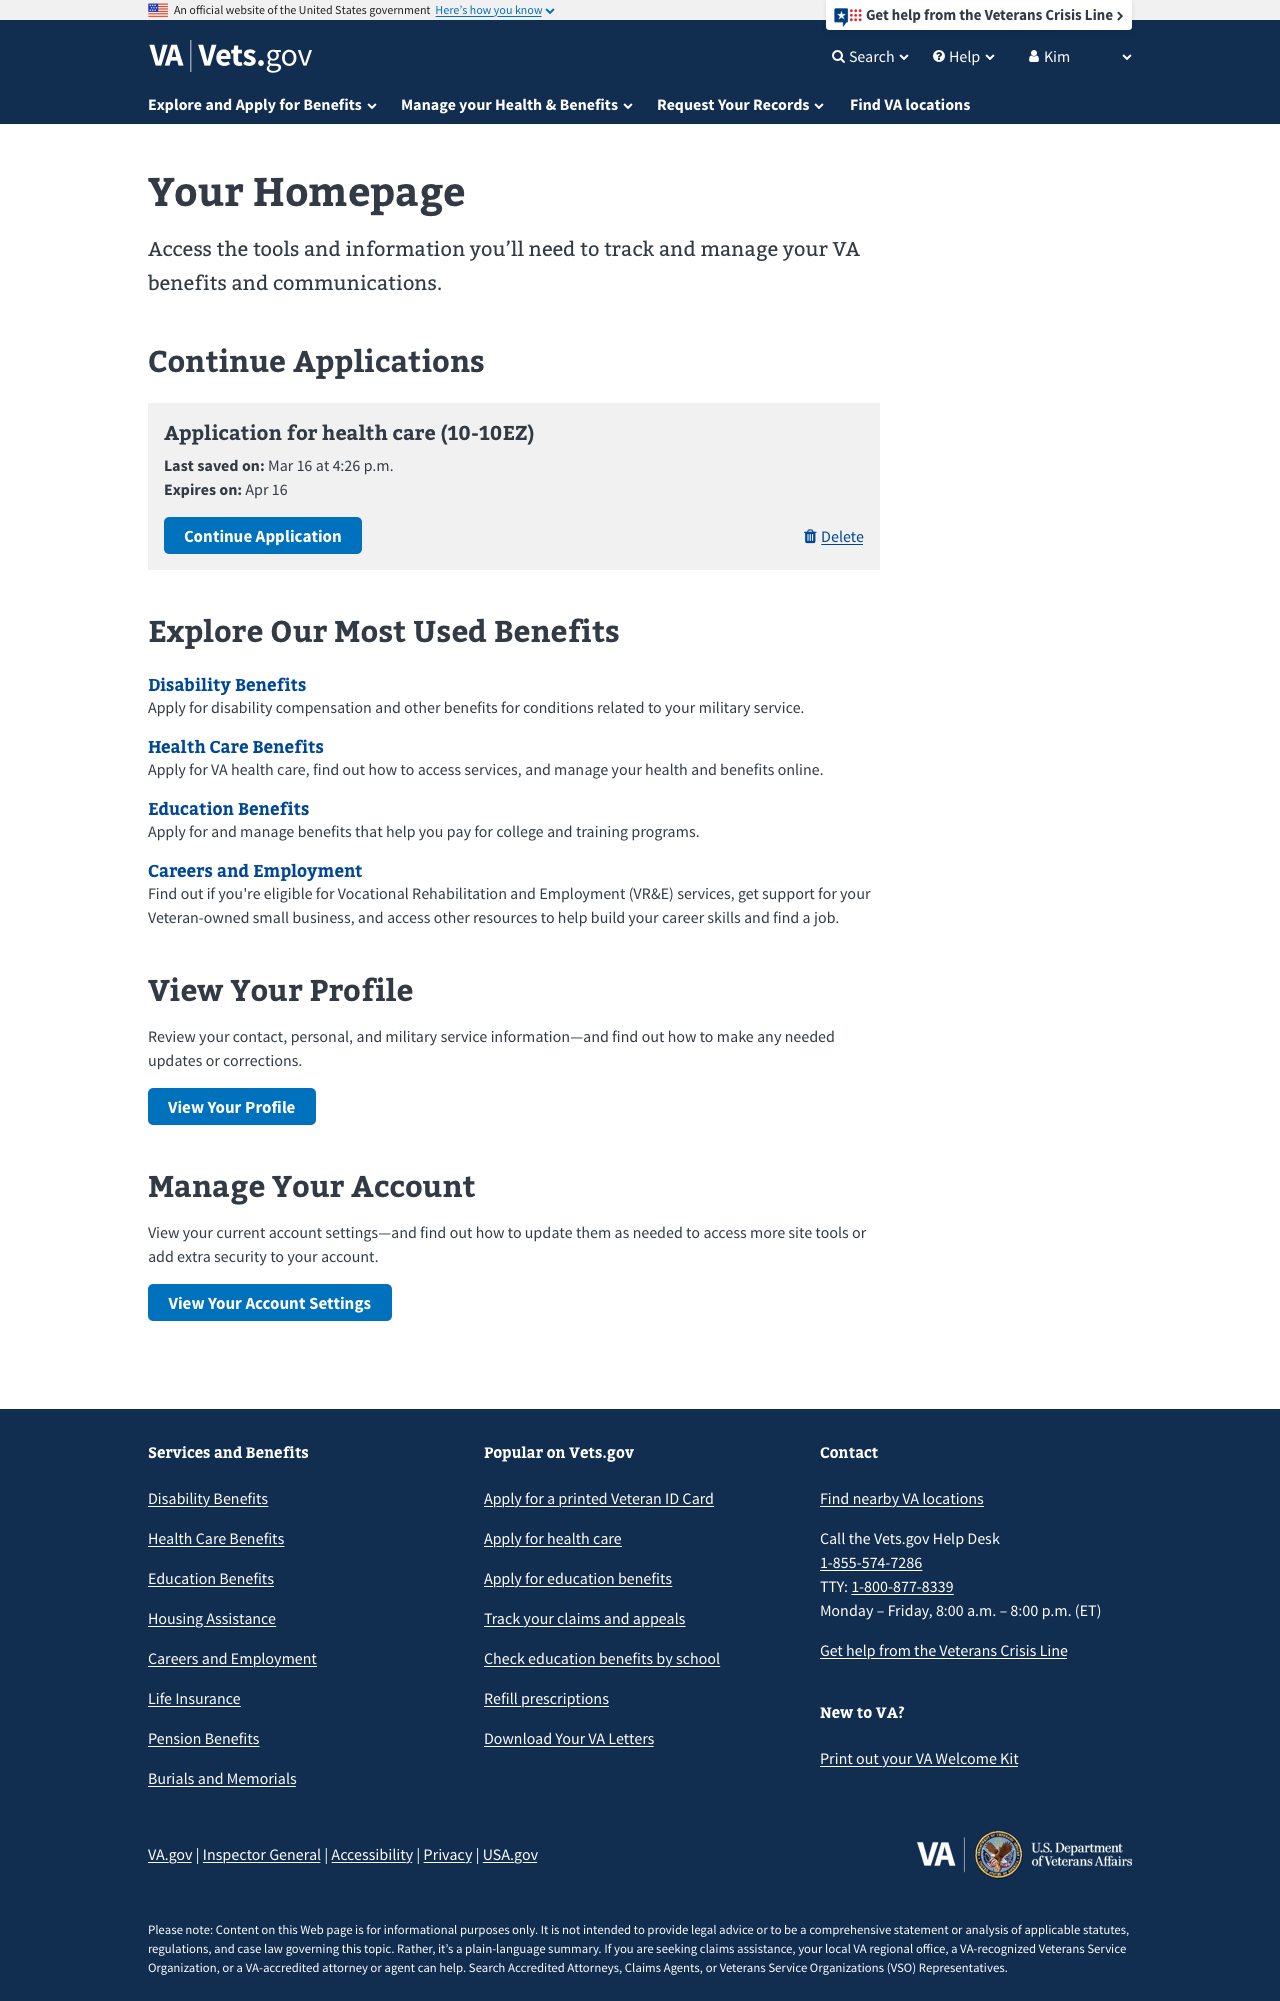 An official website of the United States government Here's how you know
Get help from the Veterans Crisis Line
VA | Vets.gov
Search Help Kim
Explore and Apply for Benefits Manage your Health & Benefits Request Your Records Find VA locations
Your Homepage
Access the tools and information you’ll need to track and manage your VA
benefits and communications.
Continue Applications
Application for health care (10-10EZ)
Last saved on: Mar 16 at 4:26 p.m.
Expires on: Apr 16
Continue Application
Delete
Explore Our Most Used Benefits
Disability Benefits
Apply for disability compensation and other benefits for conditions related to your military service.
Health Care Benefits
Apply for VA health care, find out how to access services, and manage your health and benefits online.
Education Benefits
Apply for and manage benefits that help you pay for college and training programs.
Careers and Employment
Find out if you're eligible for Vocational Rehabilitation and Employment (VR&E) services, get support for your
Veteran-owned small business, and access other resources to help build your career skills and find a job.
View Your Profile
Review your contact, personal, and military service information—and find out how to make any needed
updates or corrections.
View Your Profile
Manage Your Account
View your current account settings—and find out how to update them as needed to access more site tools or
add extra security to your account.
View Your Account Settings
Services and Benefits
Disability Benefits
Health Care Benefits
Education Benefits
Housing Assistance
Careers and Employment
Life Insurance
Pension Benefits
Burials and Memorials
Popular on Vets.gov
Apply for a printed Veteran ID Card
Apply for health care
Apply for education benefits
Track your claims and appeals
Check education benefits by school
Refill prescriptions
Download Your VA Letters
Contact
Find nearby VA locations
Call the Vets.gov Help Desk
1-855-574-7286
TTY: 1-800-877-8339
Monday – Friday, 8:00 a.m. – 8:00 p.m. (ET)
Get help from the Veterans Crisis Line
New to VA?
Print out your VA Welcome Kit
VA.gov | Inspector General | Accessibility | Privacy | USA.gov
VA
U.S. Department
of Veterans Affairs
Please note: Content on this Web page is for informational purposes only. It is not intended to provide legal advice or to be a comprehensive statement or analysis of applicable statutes,
regulations, and case law governing this topic. Rather, it’s a plain-language summary. If you are seeking claims assistance, your local VA regional office, a VA-recognized Veterans Service
Organization, or a VA-accredited attorney or agent can help. Search Accredited Attorneys, Claims Agents, or Veterans Service Organizations (VSO) Representatives.